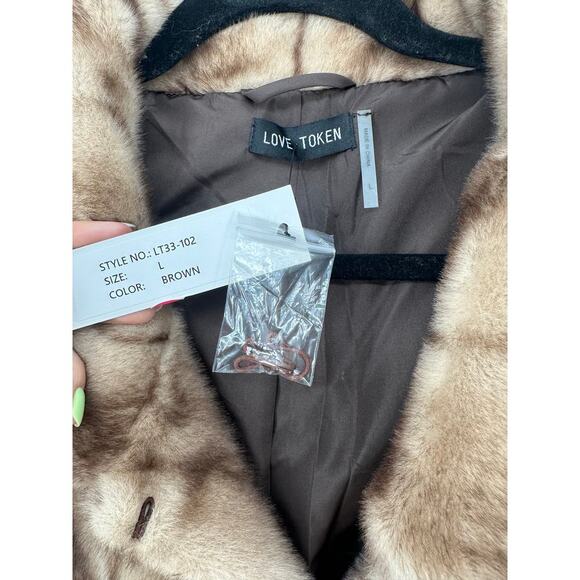 LOVE TOKEN
MADE IN CHINA
L
STYLE NO.: LT33-102
SIZE: L
COLOR: BROWN